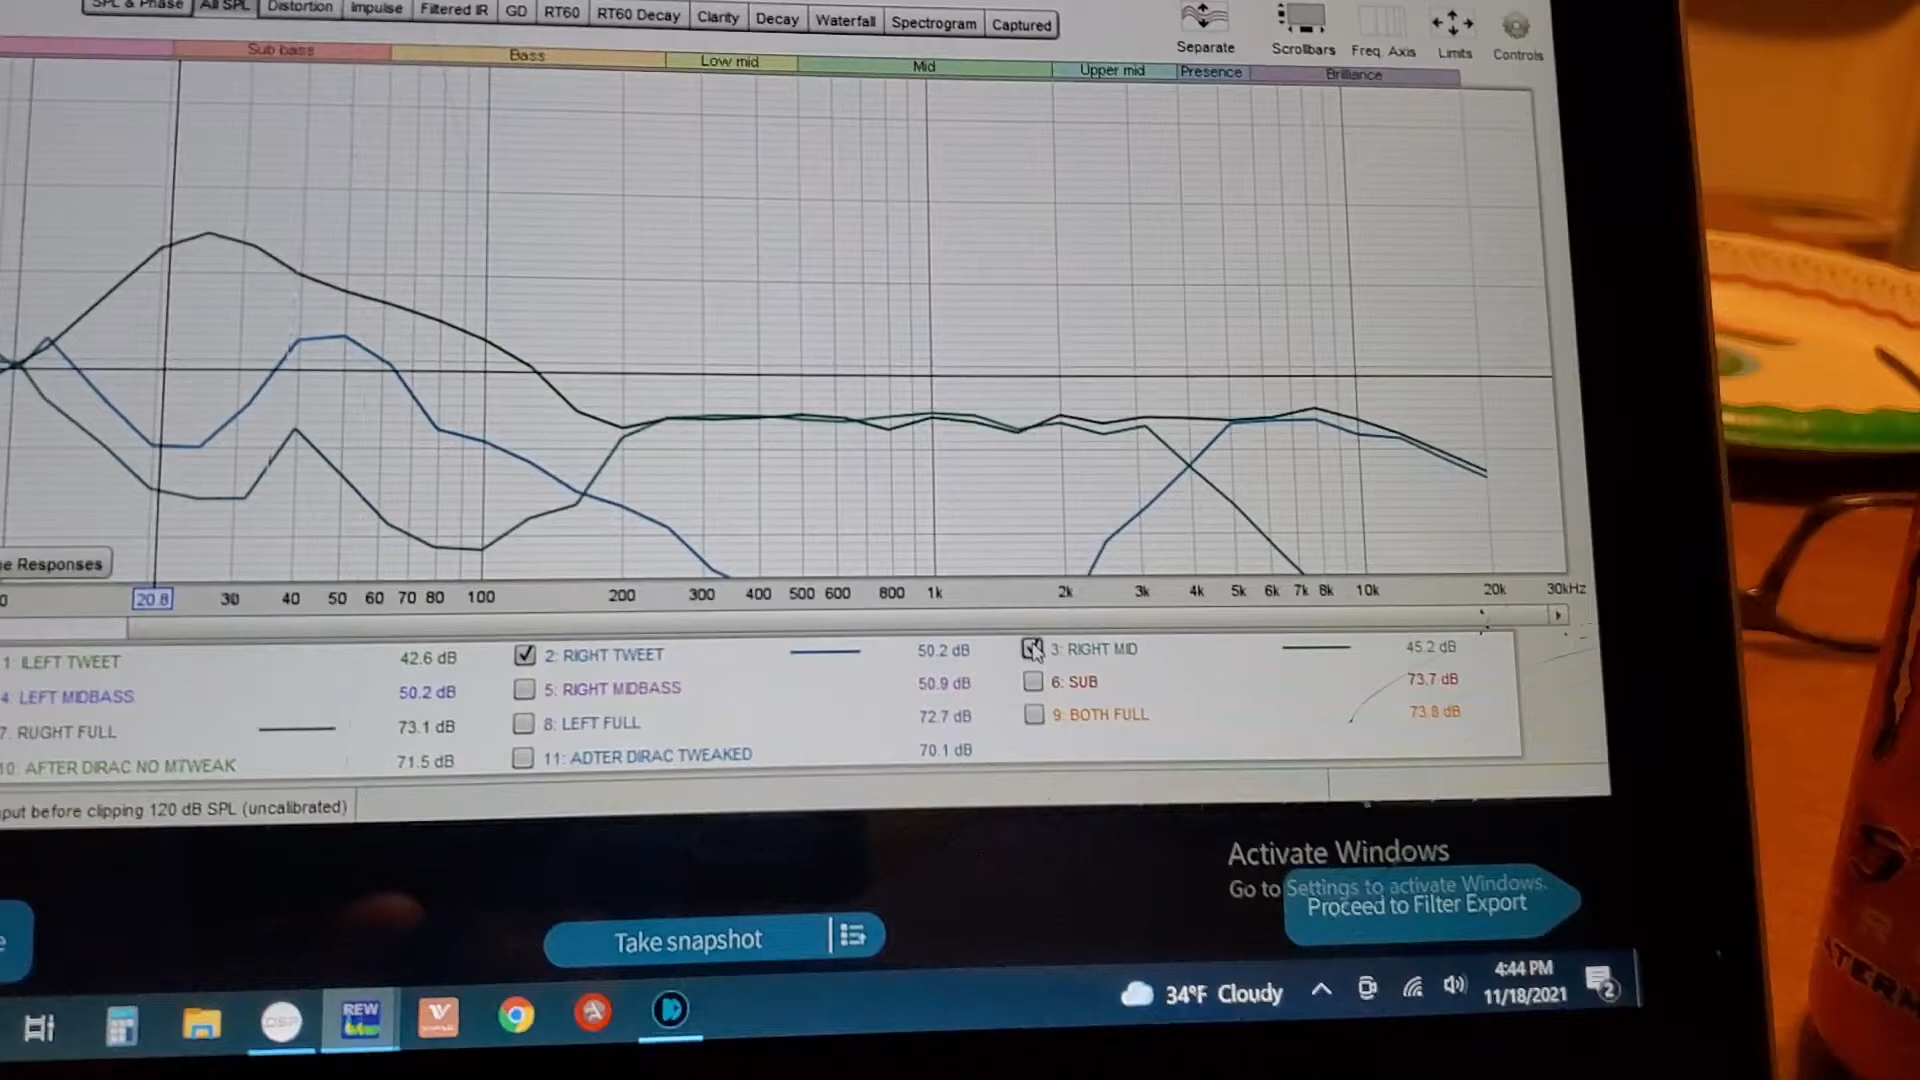 SPL & Phase All SPL Distortion Impulse Filtered IR GD RT60 RT60 Decay Clarity Decay Waterfall Spectrogram Captured
Separate Scrollbars Freq. Axis Limits Controls
Sub bass Bass Low mid Mid Upper mid Presence Brilliance
e Responses
0 20.8 30 40 50 60 70 80 100 200 300 400 500 600 800 1k 2k 3k 4k 5k 6k 7k 8k 10k 20k 30kHz
1: ILEFT TWEET 42.6 dB 2: RIGHT TWEET 50.2 dB 3: RIGHT MID 45.2 dB
4: LEFT MIDBASS 50.2 dB 5: RIGHT MIDBASS 50.9 dB 6: SUB 73.7 dB
7: RUGHT FULL 73.1 dB 8: LEFT FULL 72.7 dB 9: BOTH FULL 73.8 dB
10: AFTER DIRAC NO MTWEAK 71.5 dB 11: ADTER DIRAC TWEAKED 70.1 dB
put before clipping 120 dB SPL (uncalibrated)
Activate Windows
Go to Settings to activate Windows.
Proceed to Filter Export
Take snapshot
e
DSP REW
34°F Cloudy
4:44 PM
11/18/2021
2